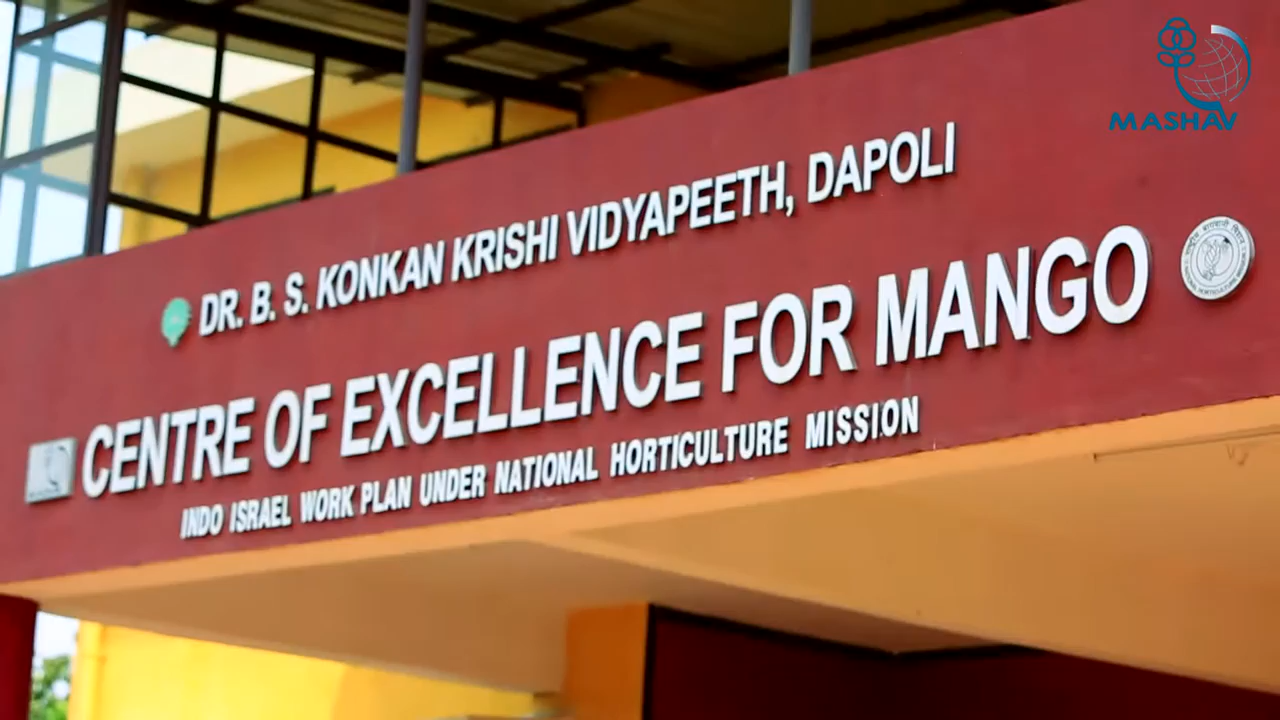 MASHAV
DR. B. S. KONKAN KRISHI VIDYAPEETH, DAPOLI
CENTRE OF EXCELLENCE FOR MANGO
INDO ISRAEL WORK PLAN UNDER NATIONAL HORTICULTURE MISSION